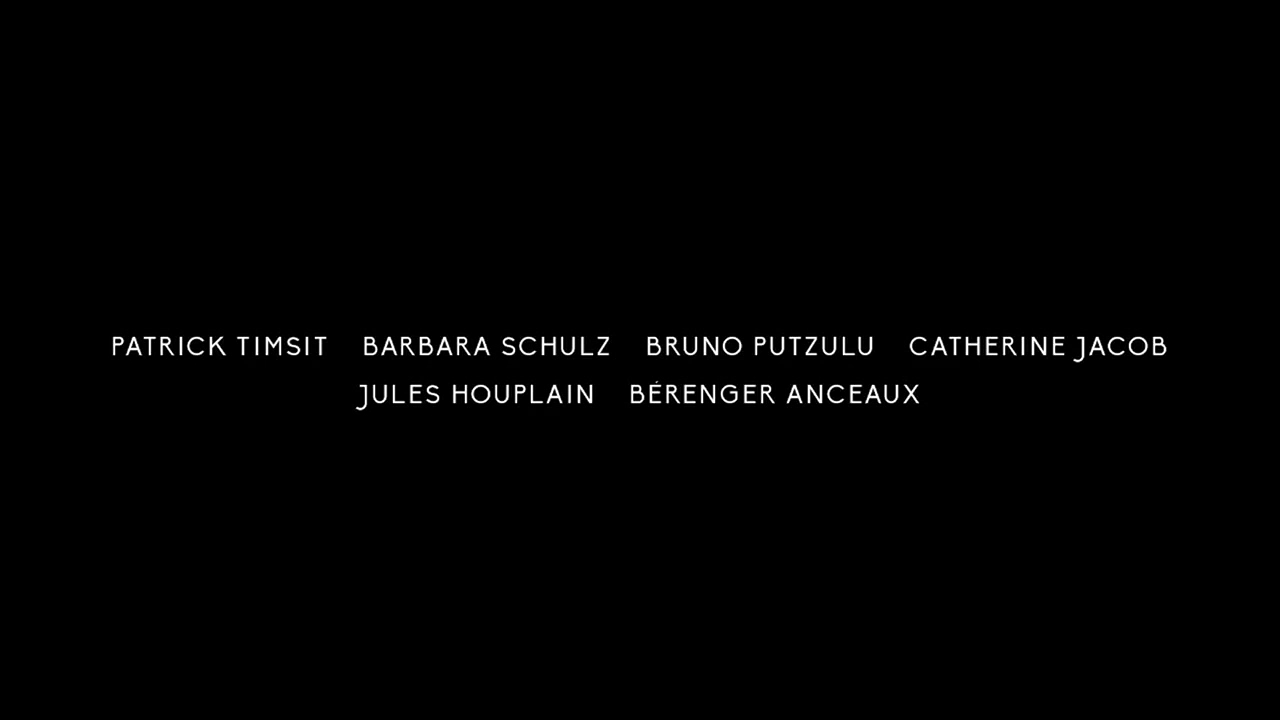 PATRICK TIMSIT BARBARA SCHULZ BRUNO PUTZULU CATHERINE JACOB
JULES HOUPLAIN BÉRENGER ANCEAUX